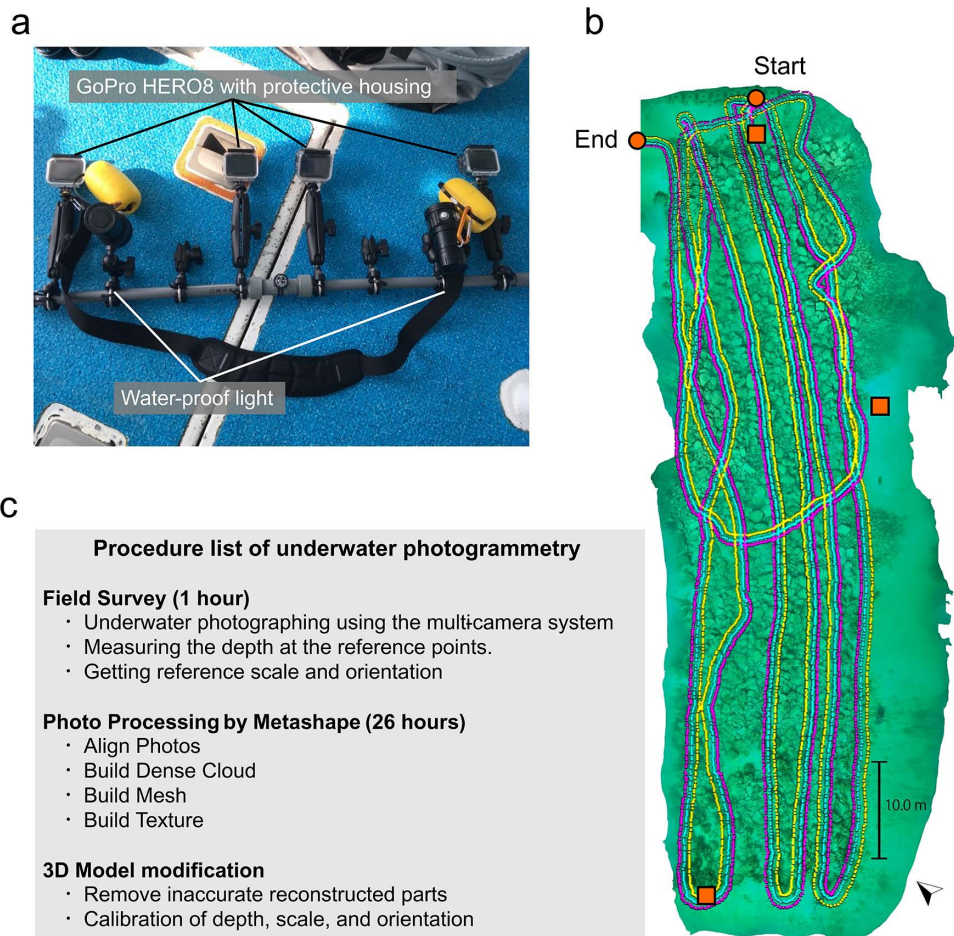 a
GoPro HERO8 with protective housing
Water-proof light
b
Start
End
10.0 m
c
Procedure list of underwater photogrammetry
Field Survey (1 hour)
・ Underwater photographing using the multi-camera system
・ Measuring the depth at the reference points.
・ Getting reference scale and orientation
Photo Processing by Metashape (26 hours)
・ Align Photos
・ Build Dense Cloud
・ Build Mesh
・ Build Texture
3D Model modification
・ Remove inaccurate reconstructed parts
・ Calibration of depth, scale, and orientation